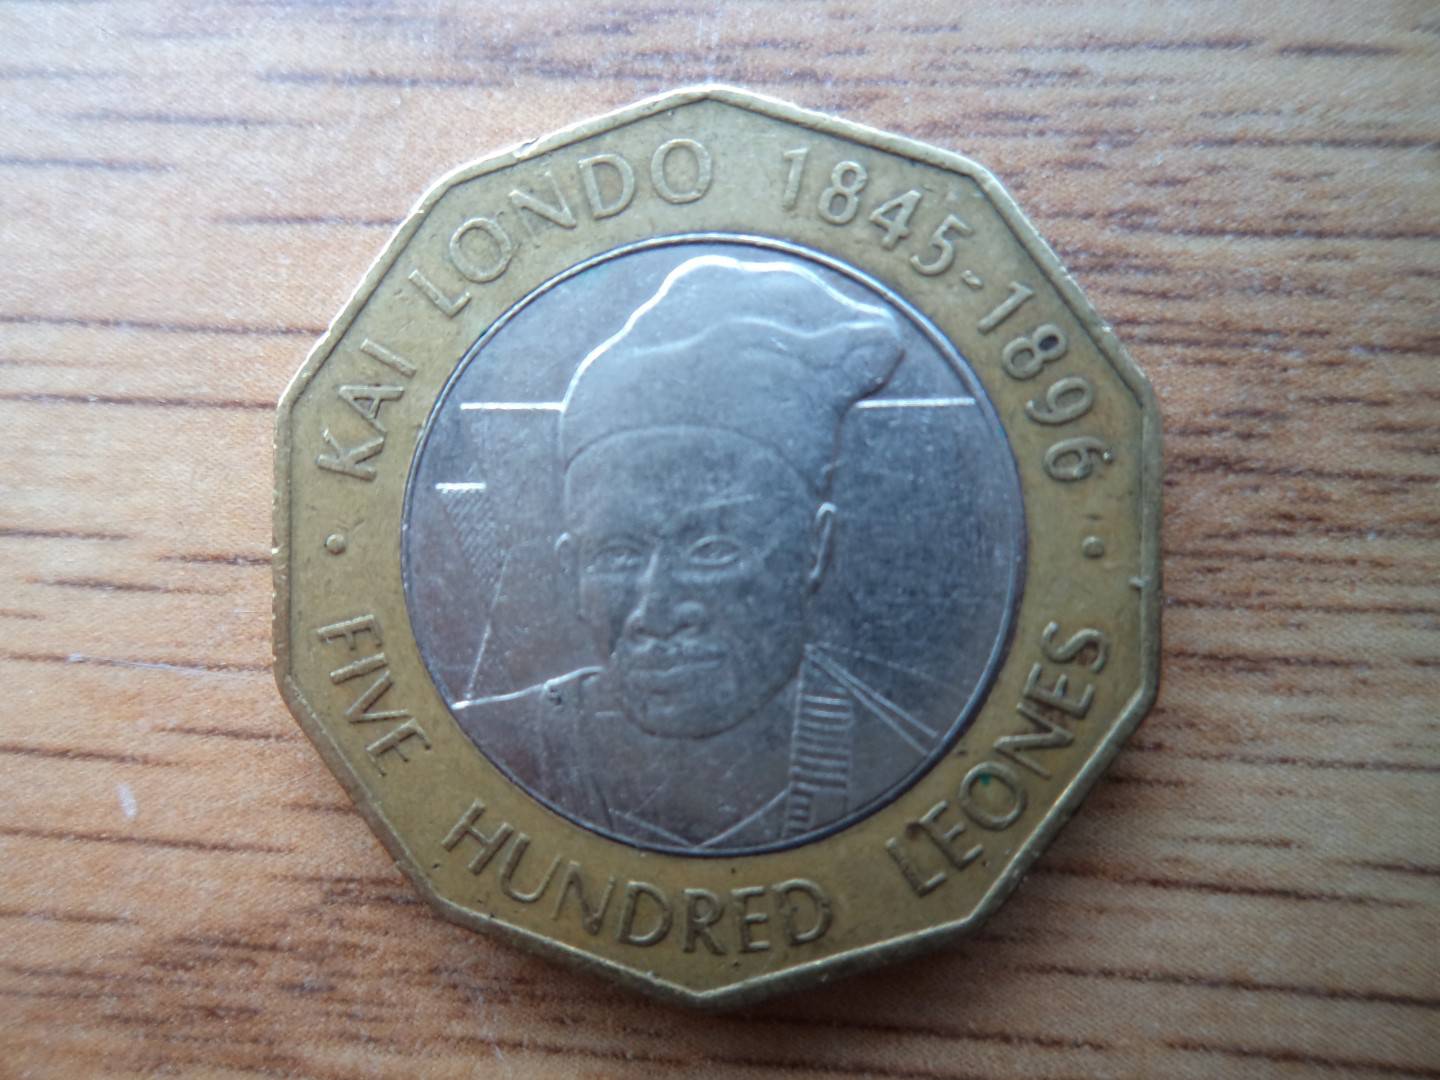 KAI LONDO 1845-1896
FIVE HUNDRED LEONES